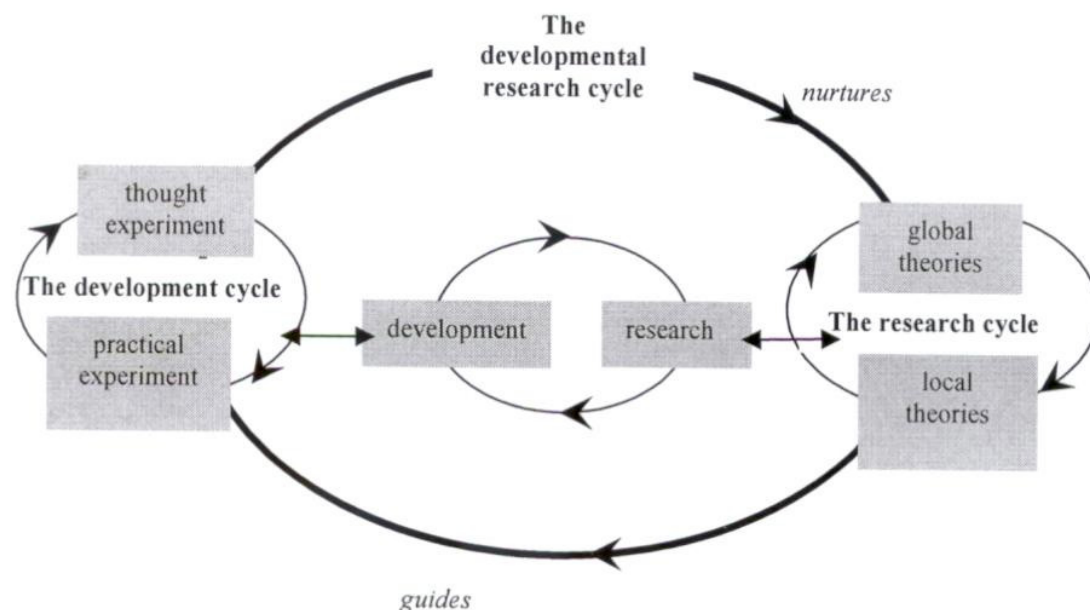 The
developmental
research cycle
nurtures
thought
experiment
global
theories
The development cycle
development
research
The research cycle
practical
experiment
local
theories
guides